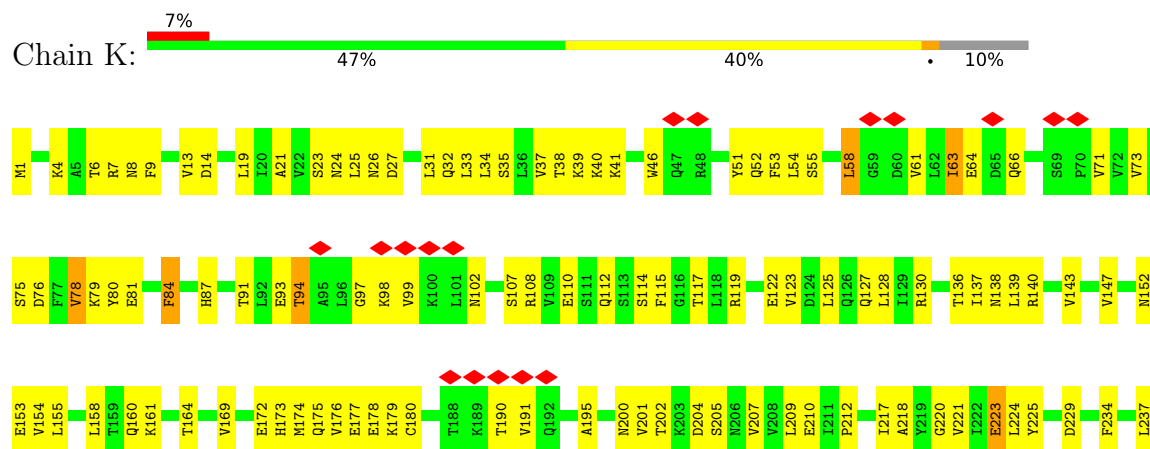 7%
Chain K:
47% 40% • 10%
M1 K4 A5 T6 R7 N8 F9 V13 D14 L19 I20 A21 V22 S23 N24 L25 N26 D27 L31 Q32 L33 L34 S35 L36 V37 T38 K39 K40 K41 W46 Q47 R48 Y51 Q52 F53 L54 S55 L58 G59 D60 V61 L62 I63 E64 D65 Q66 S69 P70 V71 V72 V73
S75 D76 F77 V78 K79 Y80 E81 F84 H87 T91 L92 E93 T94 A95 L96 G97 K98 V99 K100 L101 N102 S107 R108 V109 E110 S111 Q112 S113 S114 F115 G116 T117 L118 R119 E122 V123 D124 L125 Q126 Q127 L128 I129 R130 T136 I137 N138 L139 R140 V143 V147 N152
E153 V154 L155 L158 T159 Q160 K161 T164 V169 E172 H173 M174 Q175 V176 E177 E178 K179 C180 T188 K189 T190 V191 Q192 A195 N200 V201 T202 K203 D204 S205 N206 V207 V208 L209 E210 I211 P212 I217 A218 Y219 G220 V221 I222 E223 L224 Y225 D229 F234 L237